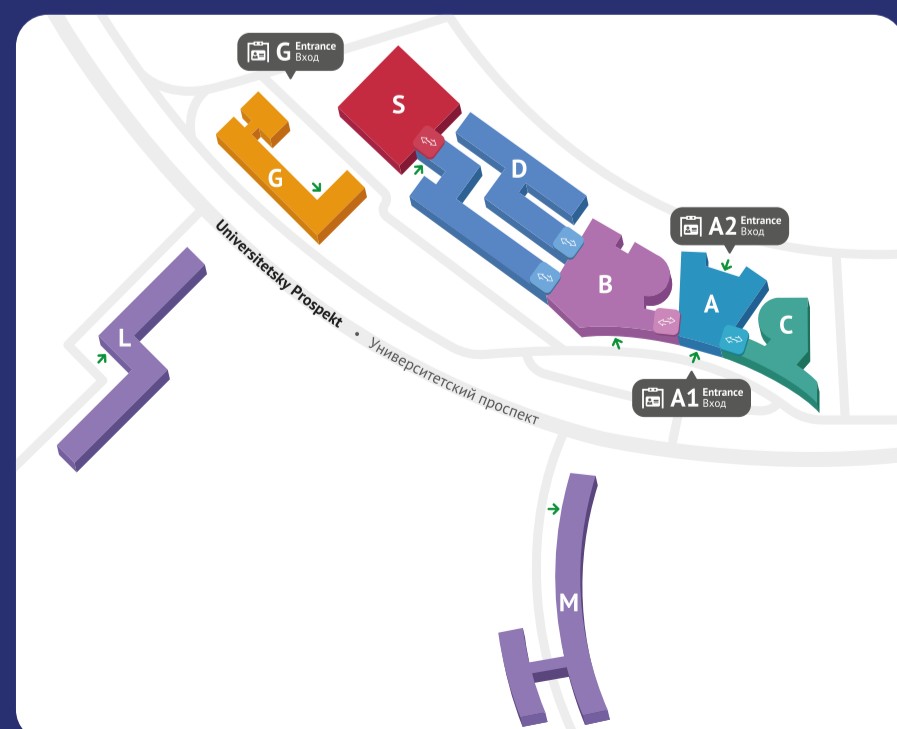 G Entrance
Вход
S
D
G
A2 Entrance
Вход
B
A
C
L
Universitetsky Prospekt • Университетский проспект
A1 Entrance
Вход
M